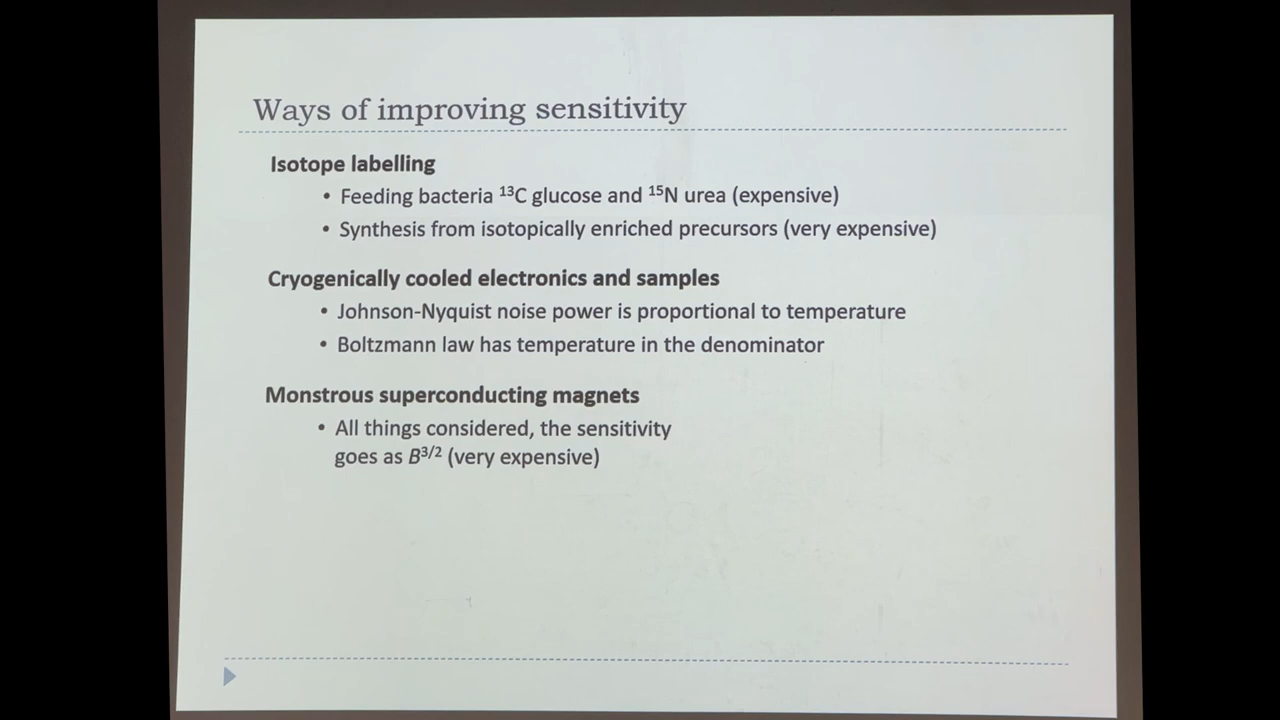 Ways of improving sensitivity
Isotope labelling
• Feeding bacteria ¹³C glucose and ¹⁵N urea (expensive)
• Synthesis from isotopically enriched precursors (very expensive)
Cryogenically cooled electronics and samples
• Johnson-Nyquist noise power is proportional to temperature
• Boltzmann law has temperature in the denominator
Monstrous superconducting magnets
• All things considered, the sensitivity
goes as B³/² (very expensive)